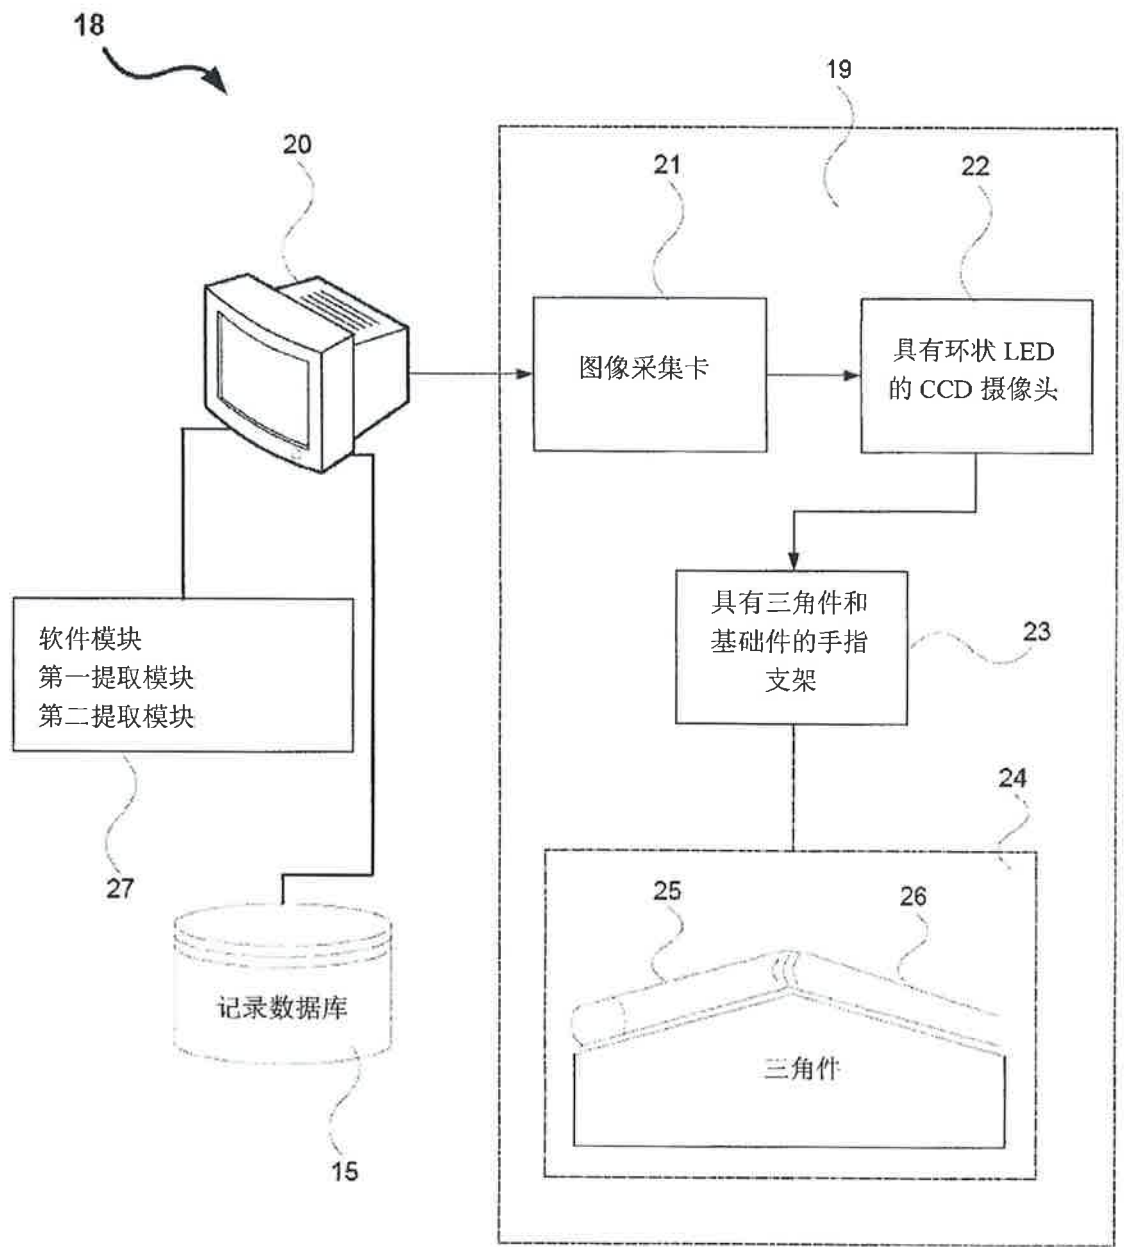 18
19
20
21
22
图像采集卡
具有环状 LED
的 CCD 摄像头
具有三角件和
基础件的手指
支架
23
软件模块
第一提取模块
第二提取模块
24
27
25
26
记录数据库
三角件
15